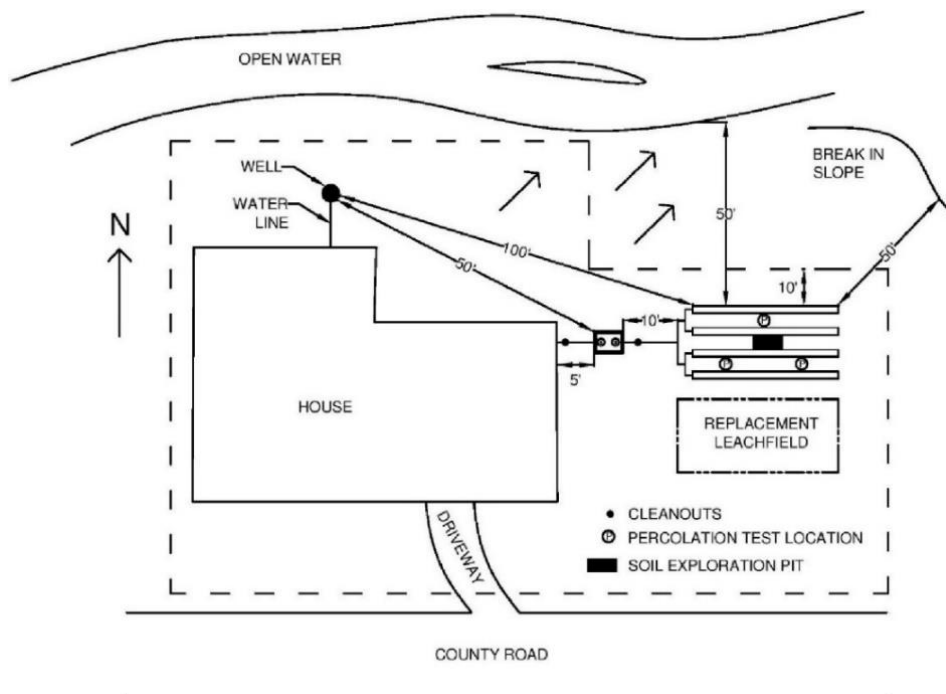 OPEN WATER
WELL
WATER
LINE
N
BREAK IN
SLOPE
50'
50'
100'
50'
10'
10'
5'
P
P
P
HOUSE
REPLACEMENT
LEACHFIELD
CLEANOUTS
P PERCOLATION TEST LOCATION
SOIL EXPLORATION PIT
DRIVEWAY
COUNTY ROAD